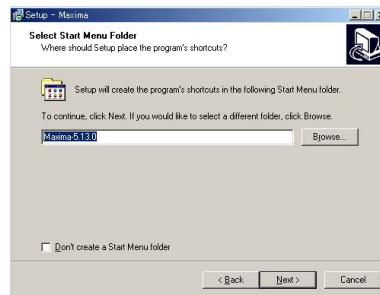 Setup - Maxima
Select Start Menu Folder
Where should Setup place the program's shortcuts?
Setup will create the program's shortcuts in the following Start Menu folder.
To continue, click Next. If you would like to select a different folder, click Browse.
Maxima-5.13.0
Browse...
Don't create a Start Menu folder
< Back
Next >
Cancel